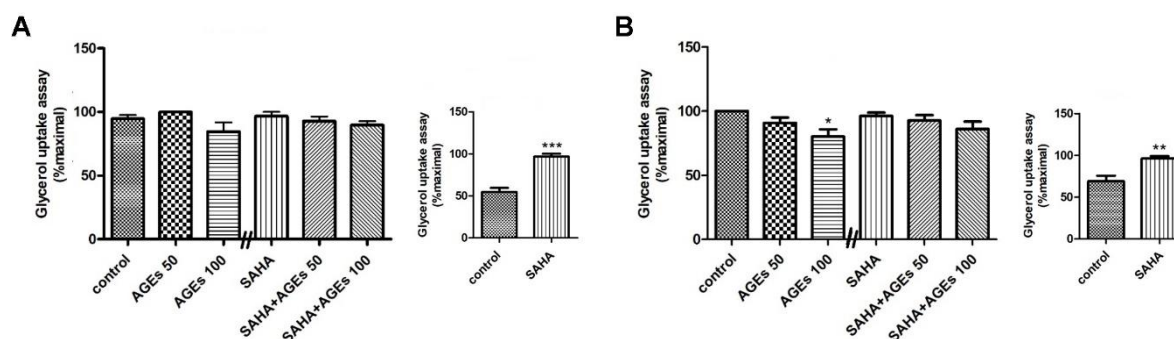 A
Glycerol uptake assay
(%maximal)
150
100
50
0
control
AGEs 50
AGEs 100
//
SAHA
SAHA+AGEs 50
SAHA+AGEs 100
Glycerol uptake assay
(%maximal)
150
100
50
0
***
control
SAHA
B
Glycerol uptake assay
(%maximal)
150
100
50
0
*
control
AGEs 50
AGEs 100
//
SAHA
SAHA+AGEs 50
SAHA+AGEs 100
Glycerol uptake assay
(%maximal)
150
100
50
0
**
control
SAHA